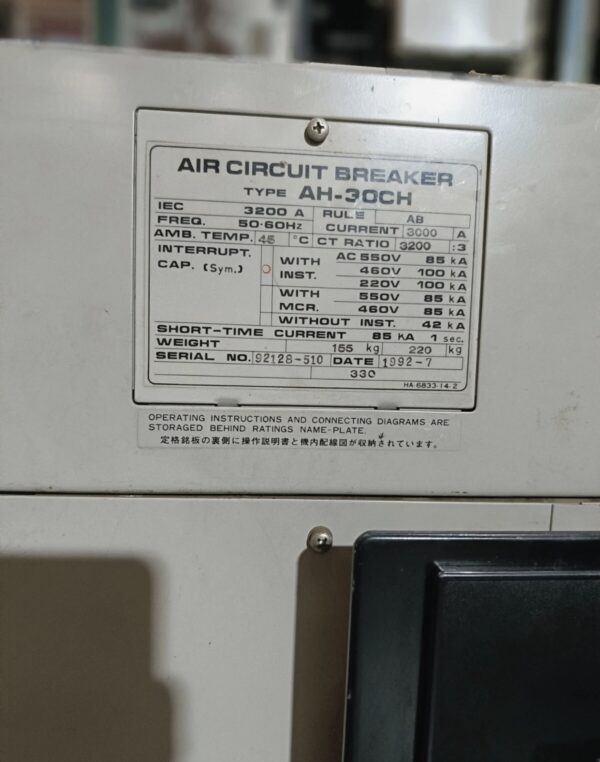 AIR CIRCUIT BREAKER
TYPE AH-30CH
IEC 3200 A RULE AB
FREQ. 50·60Hz CURRENT 3000 A
AMB. TEMP. 45 °C CT RATIO 3200 :3
INTERRUPT. WITH AC 550V 85 kA
CAP. (Sym.) INST. 460V 100 kA
220V 100 kA
WITH 550V 85 kA
MCR. 460V 85 kA
WITHOUT INST. 42 kA
SHORT-TIME CURRENT 85 KA 1 sec.
WEIGHT 155 kg 220 kg
SERIAL NO. 92128-510 DATE 1992-7
330
HA-6833-14-2
OPERATING INSTRUCTIONS AND CONNECTING DIAGRAMS ARE
STORAGED BEHIND RATINGS NAME-PLATE.
定格銘板の裏側に操作説明書と機内配線図が収納されています。